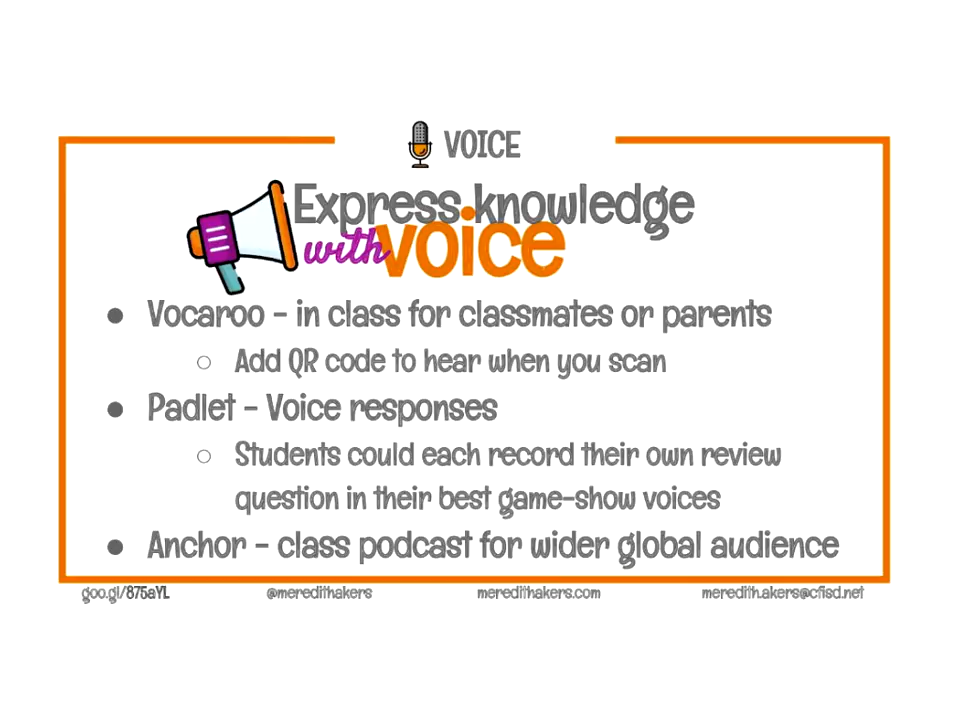 VOICE
Express knowledge
with voice
● Vocaroo - in class for classmates or parents
○ Add QR code to hear when you scan
● Padlet - Voice responses
○ Students could each record their own review
question in their best game-show voices
● Anchor - class podcast for wider global audience
goo.gl/875aYL @meredithakers meredithakers.com meredith.akers@cfisd.net